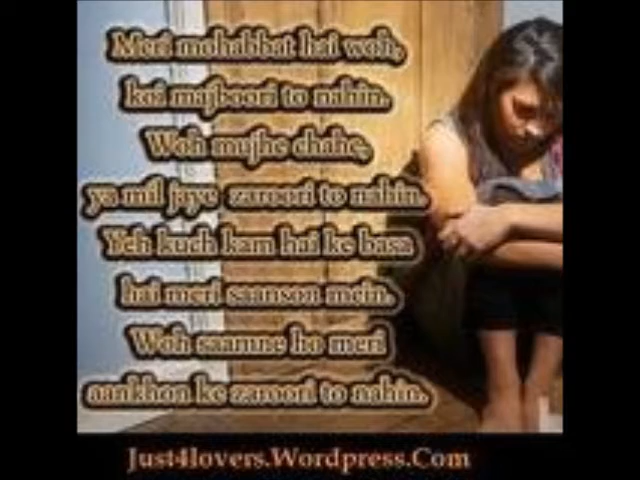 Meri mohabbat hai woh,
koi majboori to nahin.
Woh mujhe chahe,
ya mil jaye zaroori to nahin.
Yeh kuch kam hai ke basa
hai meri saanson mein.
Woh saamne ho meri
aankhon ke zaroori to nahin.
Just4lovers.Wordpress.Com